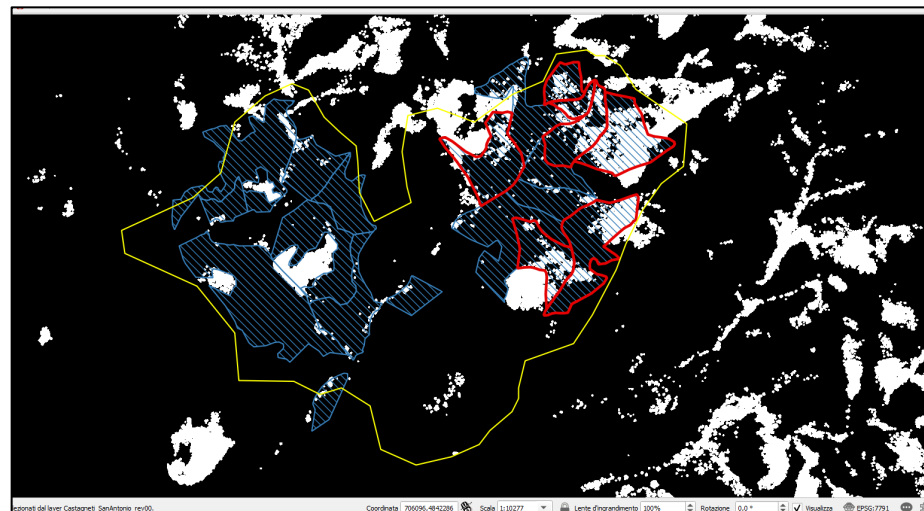 ezionati dal layer Castagneti_SanAntonio_rev00. Coordinata 706096.4842286 Scala 1:10277 Lente d'ingrandimento 100% Rotazione 0.0 ° Visualizza EPSG:7791